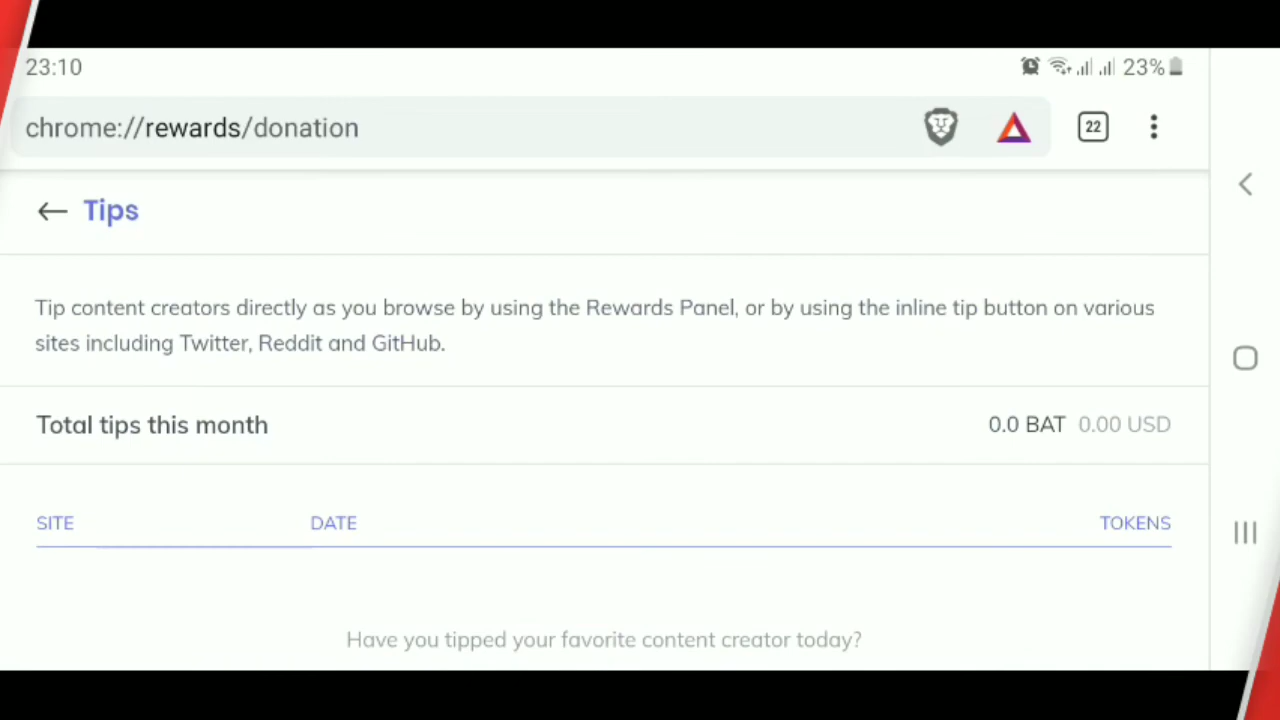 23:10
23%
chrome://rewards/donation
22
Tips
Tip content creators directly as you browse by using the Rewards Panel, or by using the inline tip button on various
sites including Twitter, Reddit and GitHub.
Total tips this month 0.0 BAT 0.00 USD
SITE DATE TOKENS
Have you tipped your favorite content creator today?